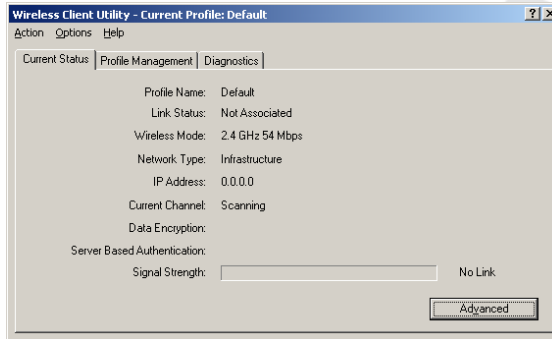 Wireless Client Utility - Current Profile: Default
Action Options Help
Current Status Profile Management Diagnostics
Profile Name: Default
Link Status: Not Associated
Wireless Mode: 2.4 GHz 54 Mbps
Network Type: Infrastructure
IP Address: 0.0.0.0
Current Channel: Scanning
Data Encryption:
Server Based Authentication:
Signal Strength: No Link
Advanced